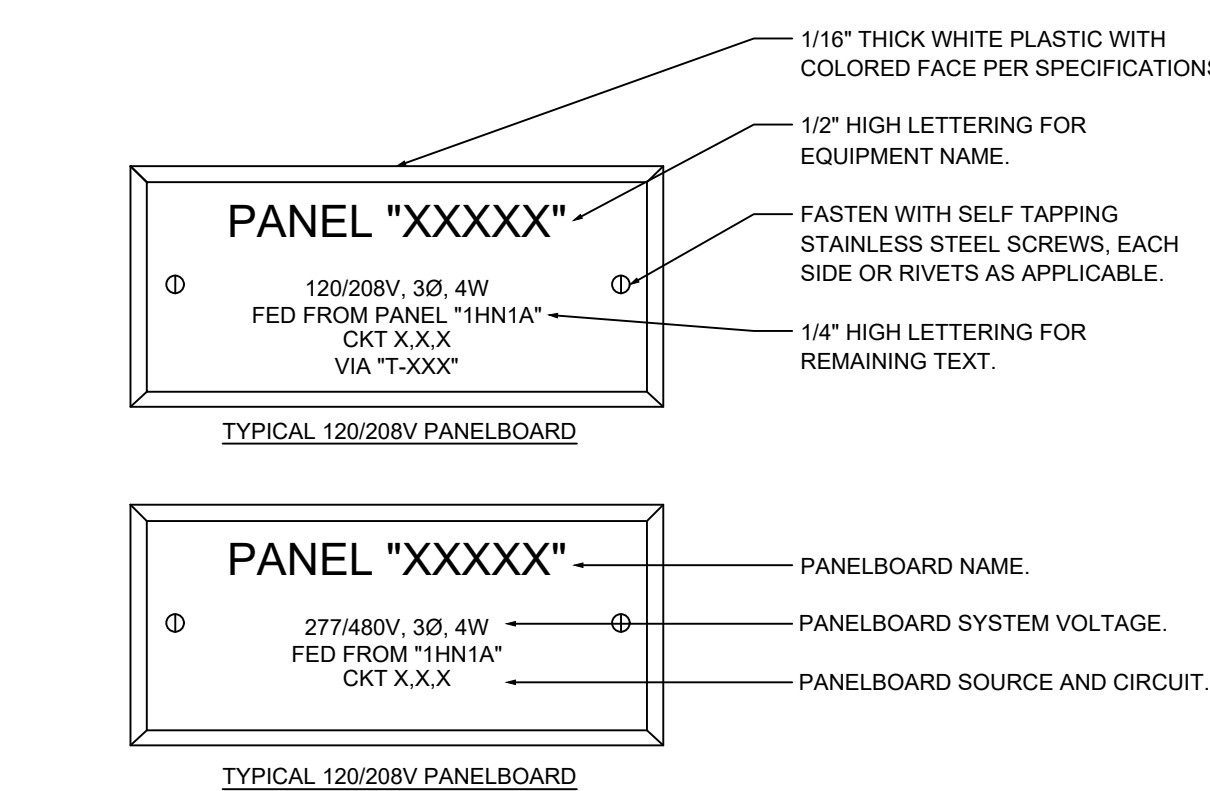 1/16" THICK WHITE PLASTIC WITH
COLORED FACE PER SPECIFICATIONS
1/2" HIGH LETTERING FOR
EQUIPMENT NAME.
PANEL "XXXXX"
FASTEN WITH SELF TAPPING
STAINLESS STEEL SCREWS, EACH
SIDE OR RIVETS AS APPLICABLE.
120/208V, 3Ø, 4W
FED FROM PANEL "1HN1A"
CKT X,X,X
VIA "T-XXX"
1/4" HIGH LETTERING FOR
REMAINING TEXT.
TYPICAL 120/208V PANELBOARD
PANEL "XXXXX"
PANELBOARD NAME.
277/480V, 3Ø, 4W
PANELBOARD SYSTEM VOLTAGE.
FED FROM "1HN1A"
CKT X,X,X
PANELBOARD SOURCE AND CIRCUIT.
TYPICAL 120/208V PANELBOARD